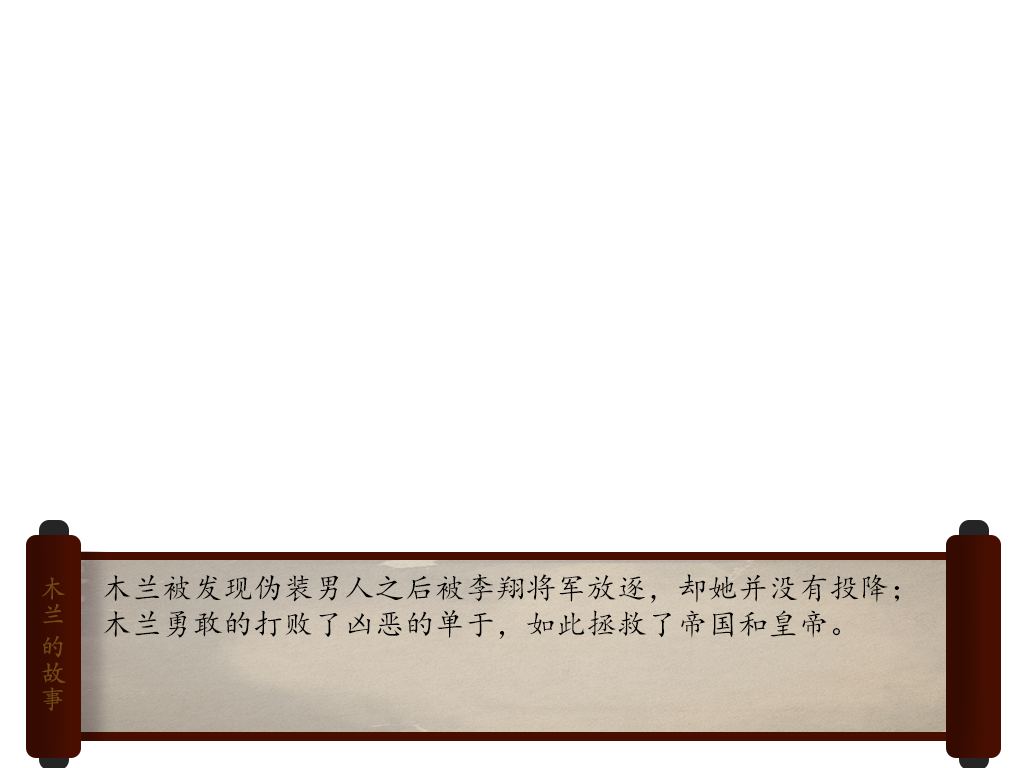 木兰的故事
木兰被发现伪装男人之后被李翔将军放逐，却她并没有投降；
木兰勇敢的打败了凶恶的单于，如此拯救了帝国和皇帝。